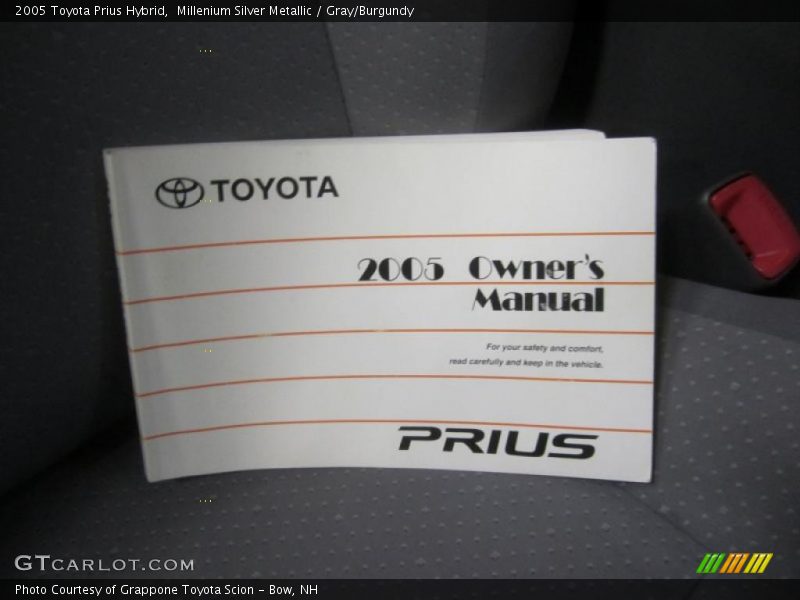 2005 Toyota Prius Hybrid,  Millenium Silver Metallic / Gray/Burgundy
TOYOTA
2005 Owner's
Manual
For your safety and comfort,
read carefully and keep in the vehicle.
PRIUS
GTCARLOT.COM
Photo Courtesy of Grappone Toyota Scion - Bow, NH